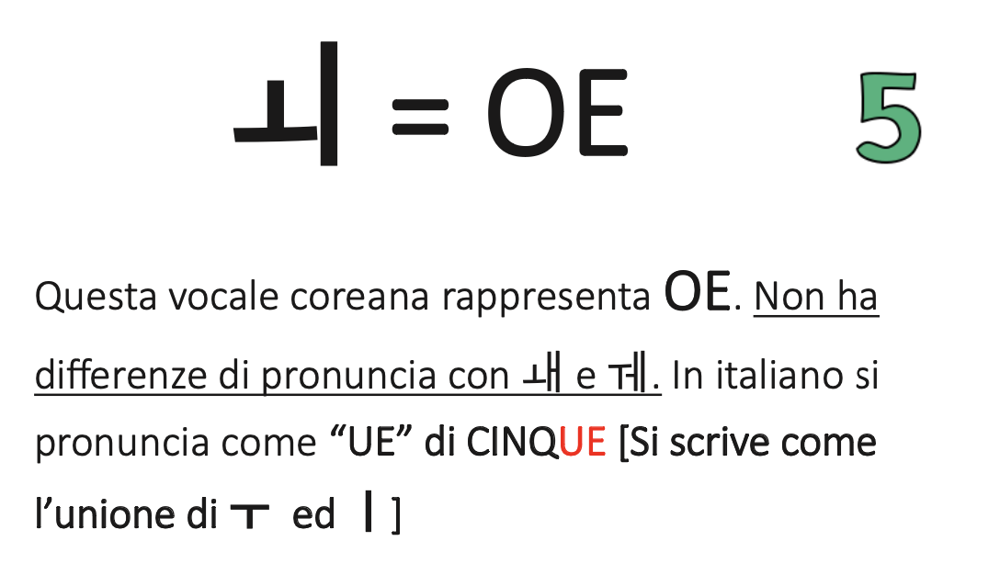 ㅚ = OE 5
Questa vocale coreana rappresenta OE. Non ha
differenze di pronuncia con ㅙ e ㅞ. In italiano si
pronuncia come “UE” di CINQUE [Si scrive come
l’unione di ㅜ ed ㅣ]